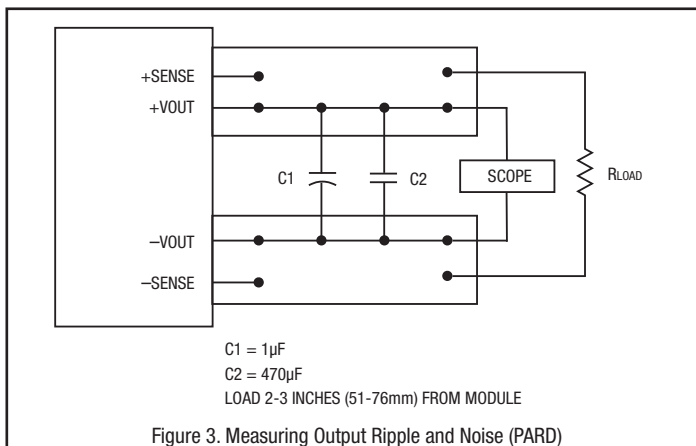 +SENSE
+VOUT
C1
C2
SCOPE
RLOAD
−VOUT
−SENSE
C1 = 1µF
C2 = 470µF
LOAD 2-3 INCHES (51-76mm) FROM MODULE
Figure 3. Measuring Output Ripple and Noise (PARD)